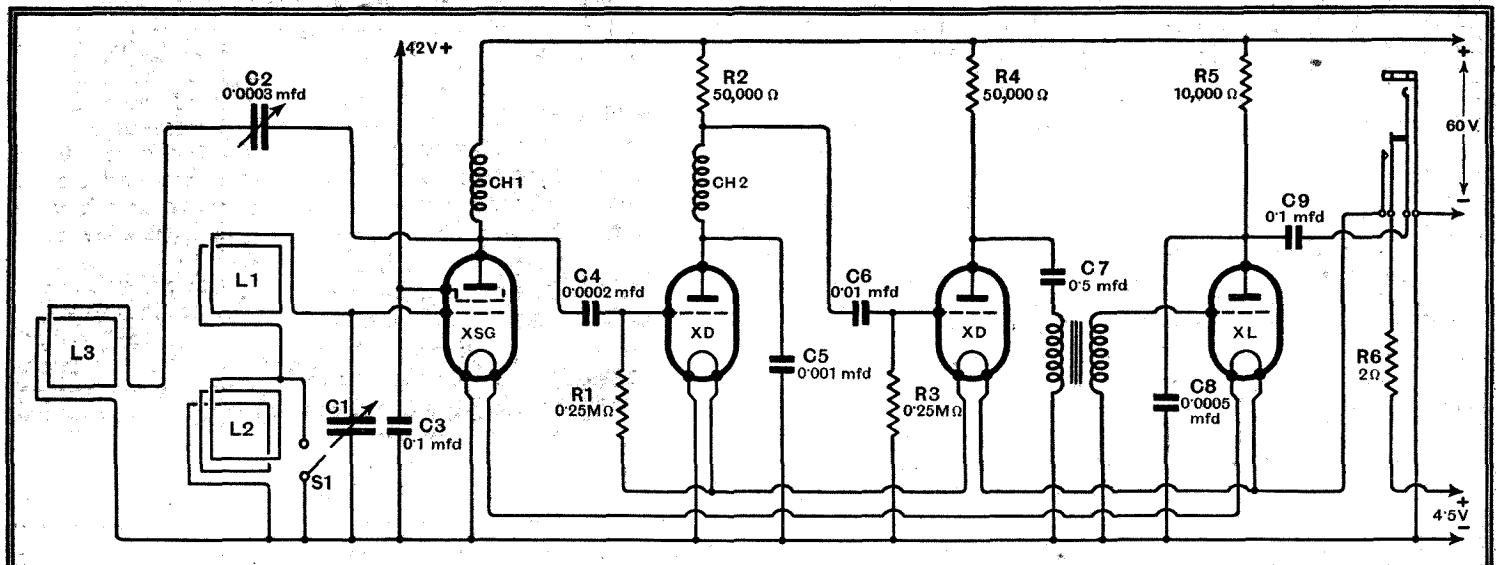 42V+
C2
0·0003 mfd
R2
50,000 Ω
R4
50,000 Ω
R5
10,000 Ω
+
60V
-
CH1
CH2
C9
0·1 mfd
L1
C4
0·0002 mfd
C6
0·01 mfd
C7
0·5 mfd
XSG
XD
XD
XL
L3
C5
0·001 mfd
R6
2Ω
R1
0·25MΩ
R3
0·25MΩ
C8
0·0005
mfd
L2
C1
C3
0·1 mfd
S1
+
4·5V
-